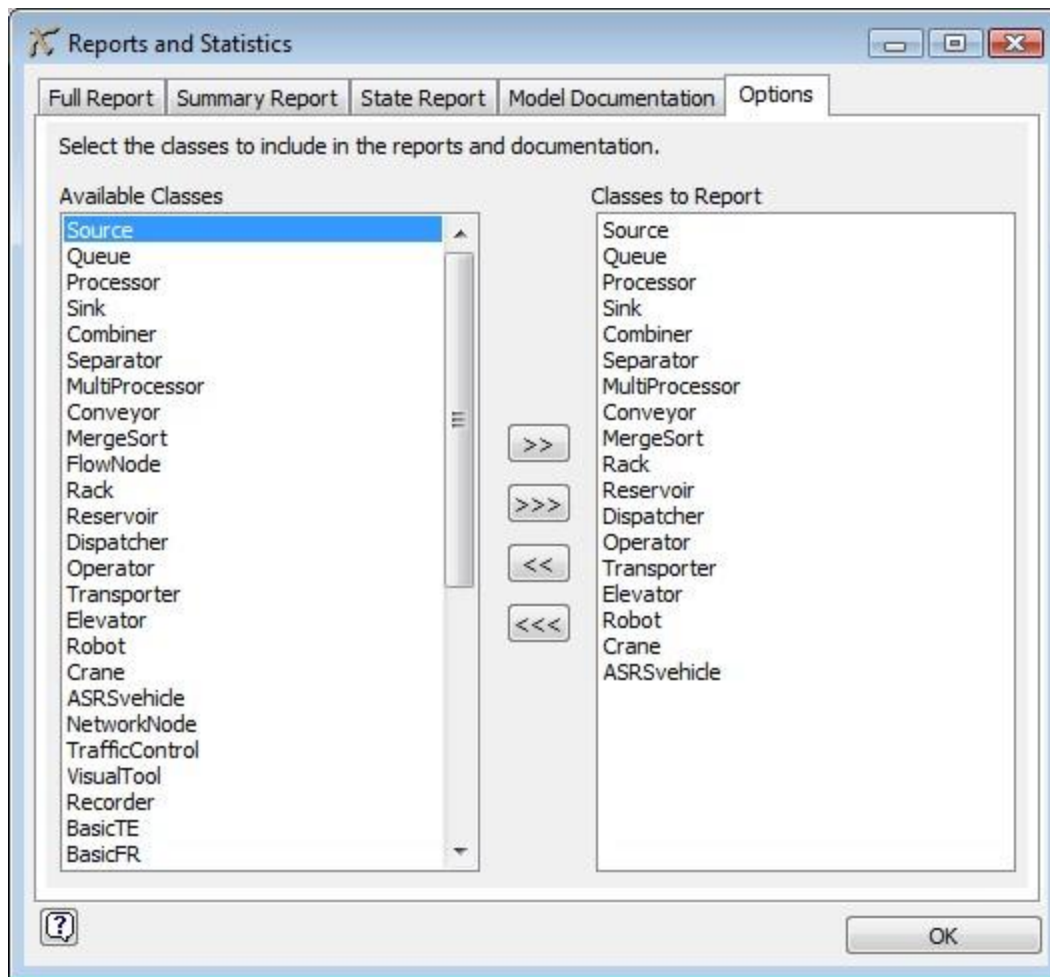 Reports and Statistics
Full Report
Summary Report
State Report
Model Documentation
Options
Select the classes to include in the reports and documentation.
Available Classes
Source
Queue
Processor
Sink
Combiner
Separator
MultiProcessor
Conveyor
MergeSort
FlowNode
Rack
Reservoir
Dispatcher
Operator
Transporter
Elevator
Robot
Crane
ASRSvehicle
NetworkNode
TrafficControl
VisualTool
Recorder
BasicTE
BasicFR
>>
>>>
<<
<<<
Classes to Report
Source
Queue
Processor
Sink
Combiner
Separator
MultiProcessor
Conveyor
MergeSort
Rack
Reservoir
Dispatcher
Operator
Transporter
Elevator
Robot
Crane
ASRSvehicle
?
OK